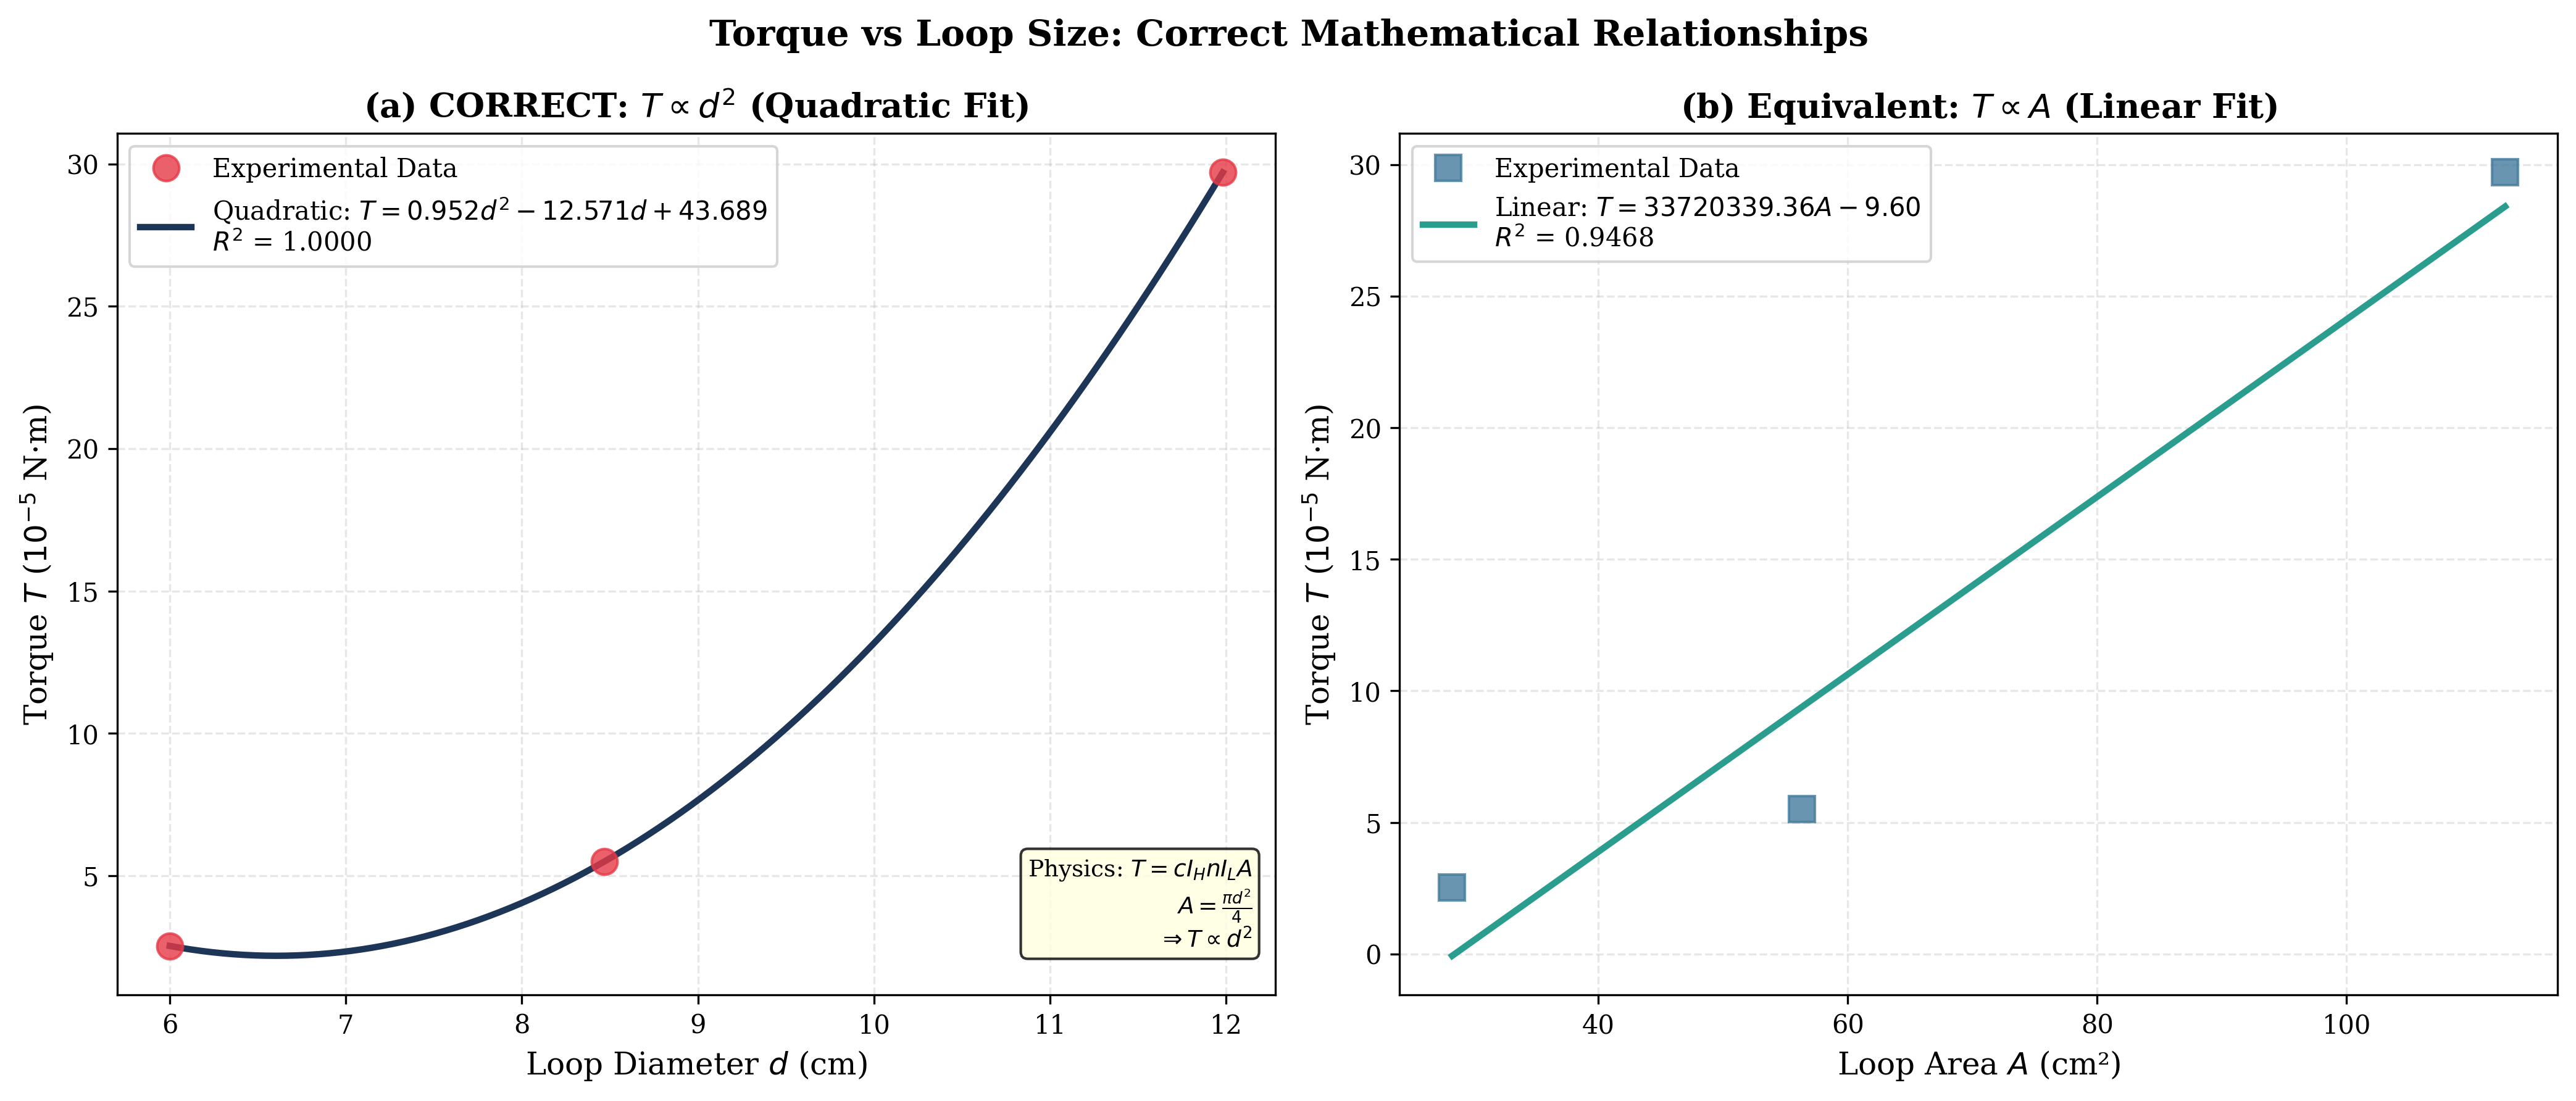 Torque vs Loop Size: Correct Mathematical Relationships
(a) CORRECT: T ∝ d² (Quadratic Fit)
Experimental Data
Quadratic: T = 0.952d² − 12.571d + 43.689
R² = 1.0000
30
25
20
15
10
5
Torque T (10⁻⁵ N·m)
Physics: T = cI_HnI_LA
A = πd²/4
⇒ T ∝ d²
6 7 8 9 10 11 12
Loop Diameter d (cm)
(b) Equivalent: T ∝ A (Linear Fit)
Experimental Data
Linear: T = 33720339.36A − 9.60
R² = 0.9468
30
25
20
15
10
5
0
Torque T (10⁻⁵ N·m)
40 60 80 100
Loop Area A (cm²)